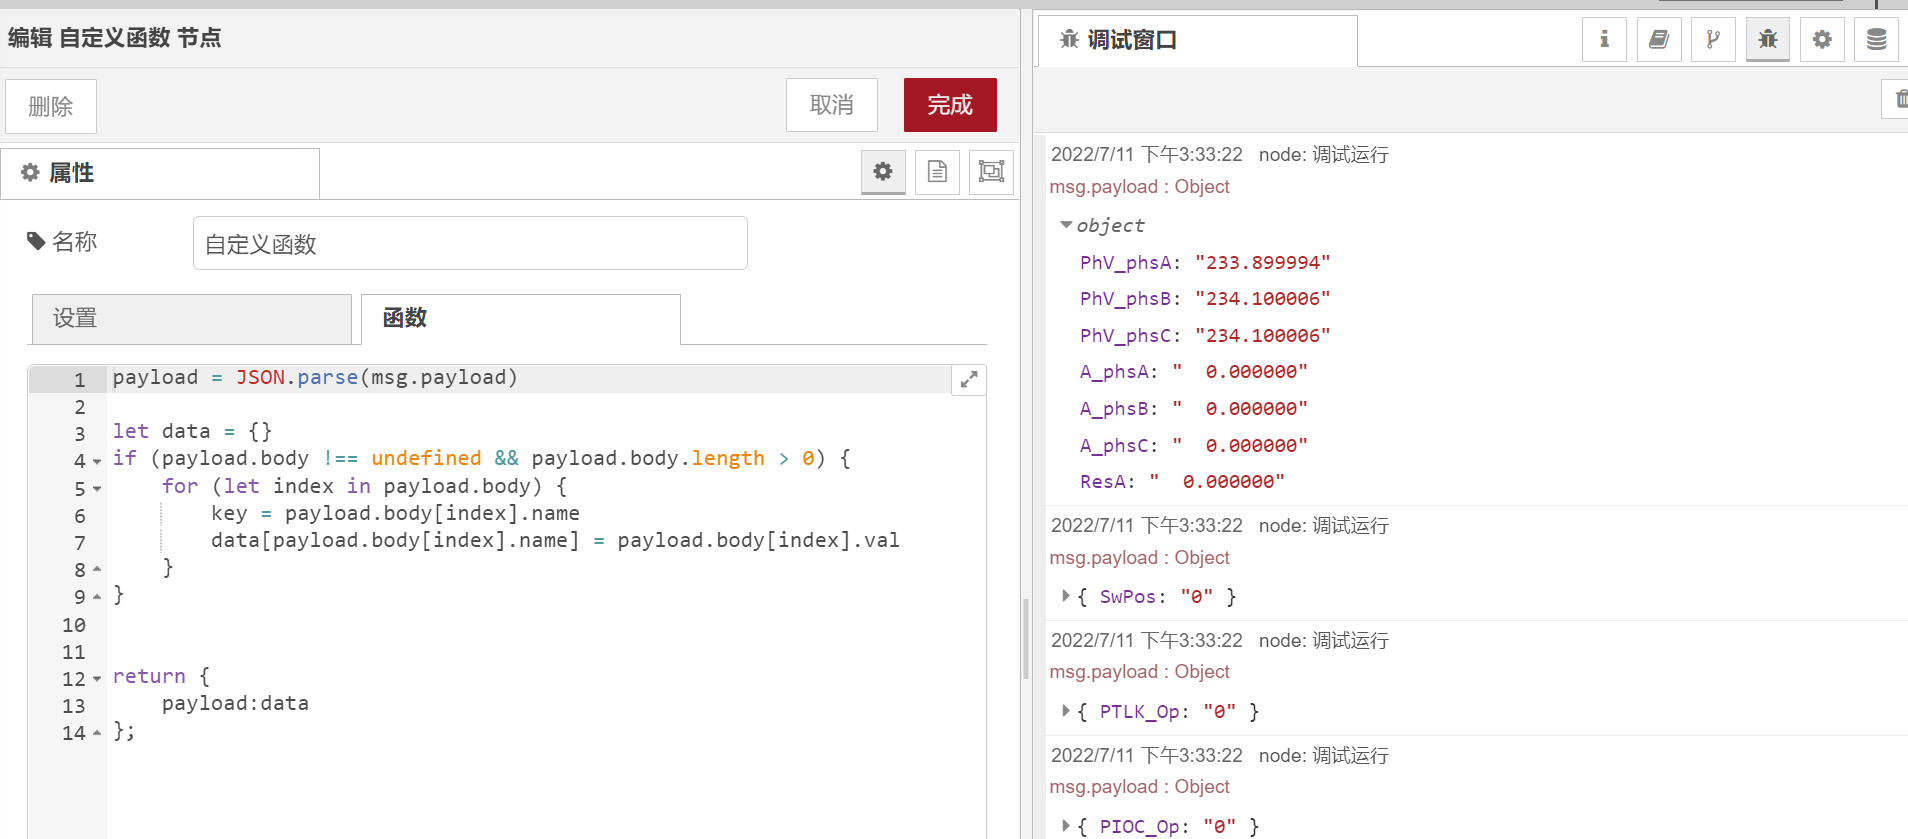 编辑 自定义函数 节点
删除
取消
完成
属性
名称
自定义函数
设置
函数
1 payload = JSON.parse(msg.payload)
2
3 let data = {}
4 if (payload.body !== undefined && payload.body.length > 0) {
5     for (let index in payload.body) {
6         key = payload.body[index].name
7         data[payload.body[index].name] = payload.body[index].val
8     }
9 }
10
11
12 return {
13     payload:data
14 };
调试窗口
2022/7/11 下午3:33:22 node: 调试运行
msg.payload : Object
object
PhV_phsA: "233.899994"
PhV_phsB: "234.100006"
PhV_phsC: "234.100006"
A_phsA: "  0.000000"
A_phsB: "  0.000000"
A_phsC: "  0.000000"
ResA: "  0.000000"
2022/7/11 下午3:33:22 node: 调试运行
msg.payload : Object
{ SwPos: "0" }
2022/7/11 下午3:33:22 node: 调试运行
msg.payload : Object
{ PTLK_Op: "0" }
2022/7/11 下午3:33:22 node: 调试运行
msg.payload : Object
{ PIOC_Op: "0" }